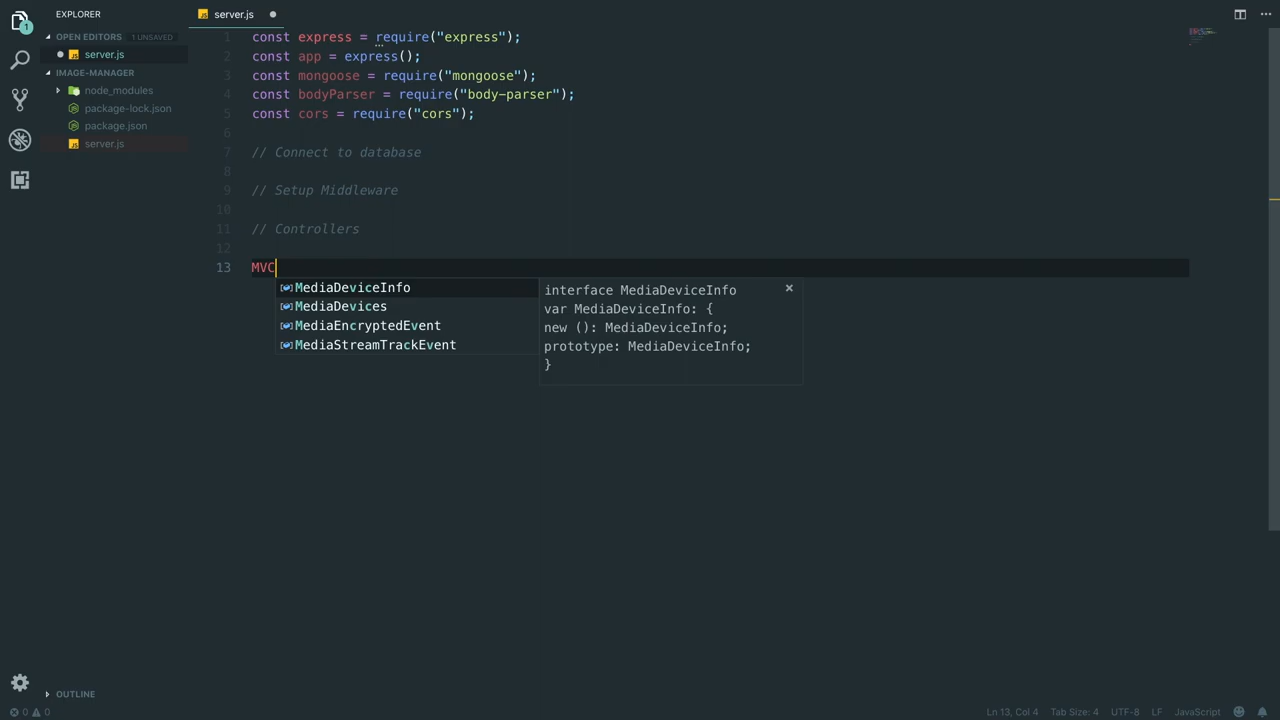 EXPLORER
OPEN EDITORS 1 UNSAVED
server.js
IMAGE-MANAGER
node_modules
package-lock.json
package.json
server.js
OUTLINE
server.js
1 const express = require("express");
2 const app = express();
3 const mongoose = require("mongoose");
4 const bodyParser = require("body-parser");
5 const cors = require("cors");
6
7 // Connect to database
8
9 // Setup Middleware
10
11 // Controllers
12
13 MVC
MediaDeviceInfo
MediaDevices
MediaEncryptedEvent
MediaStreamTrackEvent
interface MediaDeviceInfo
var MediaDeviceInfo: {
new (): MediaDeviceInfo;
prototype: MediaDeviceInfo;
}
0 0
Ln 13, Col 4 Tab Size: 4 UTF-8 LF JavaScript
1